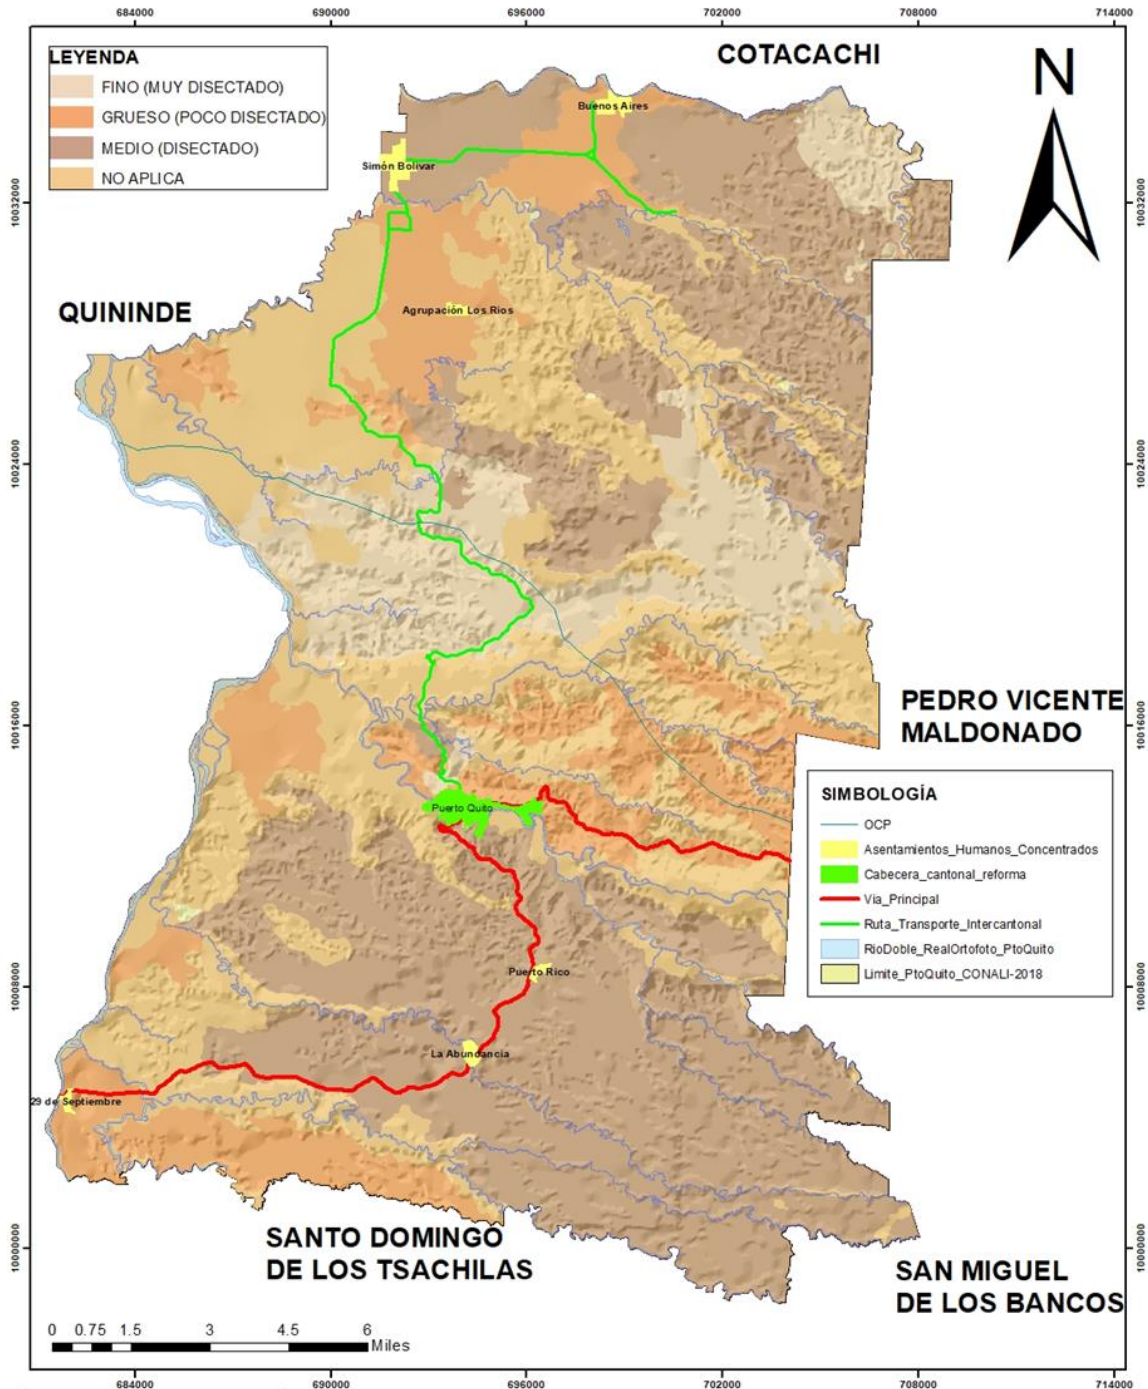 684000 690000 696000 702000 708000 714000
COTACACHI
N
LEYENDA
FINO (MUY DISECTADO)
GRUESO (POCO DISECTADO)
MEDIO (DISECTADO)
NO APLICA
Buenos Aires
Simón Bolívar
10032000 10032000
QUININDE
Agrupación Los Rios
10024000 10024000
PEDRO VICENTE
MALDONADO
10016000 10016000
Puerto Quito
SIMBOLOGÍA
OCP
Asentamientos_Humanos_Concentrados
Cabecera_cantonal_reforma
Via_Principal
Ruta_Transporte_Intercantonal
RioDoble_RealOrtofoto_PtoQuito
Limite_PtoQuito_CONALI-2018
Puerto Rico
10008000 10008000
La Abundancia
29 de Septiembre
SANTO DOMINGO
DE LOS TSACHILAS
10000000 10000000
SAN MIGUEL
DE LOS BANCOS
0 0.75 1.5 3 4.5 6
Miles
684000 690000 696000 702000 708000 714000